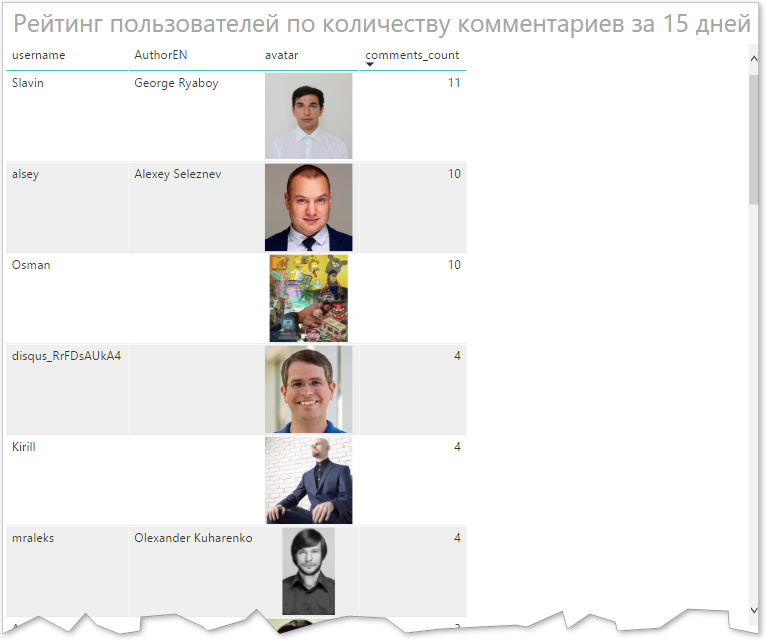 Рейтинг пользователей по количеству комментариев за 15 дней
username AuthorEN avatar comments_count
Slavin George Ryaboy 11
alsey Alexey Seleznev 10
Osman 10
disqus_RrFDsAUkA4 4
Kirill 4
mraleks Olexander Kuharenko 4